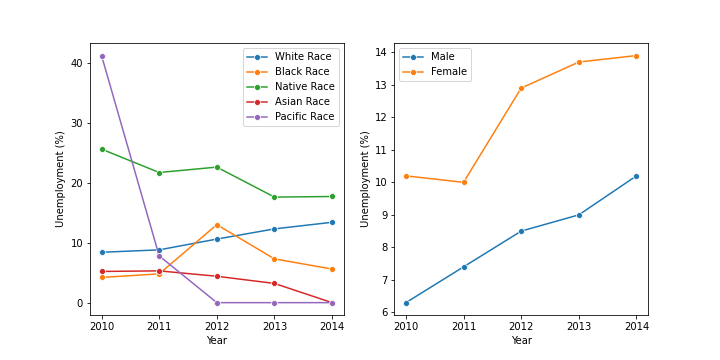 Unemployment (%)
40
30
20
10
0
2010 2011 2012 2013 2014
Year
White Race
Black Race
Native Race
Asian Race
Pacific Race
Unemployment (%)
14
13
12
11
10
9
8
7
6
2010 2011 2012 2013 2014
Year
Male
Female